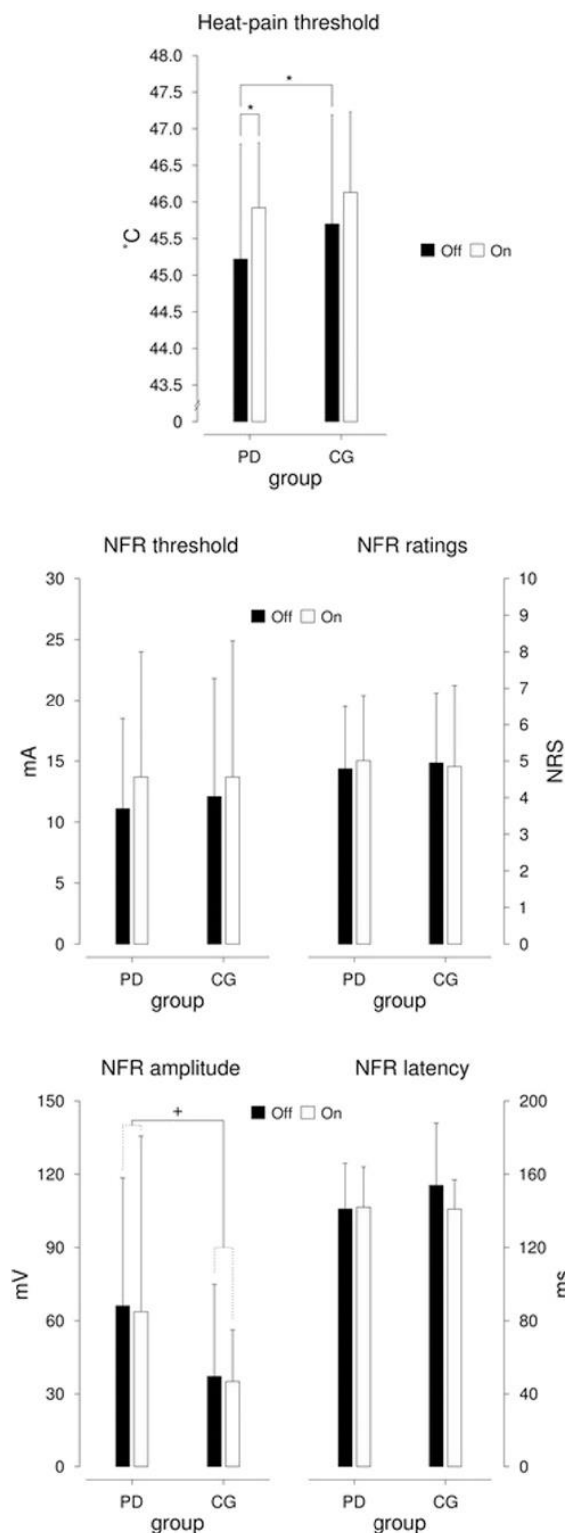 Heat-pain threshold
48.0
47.5
47.0
46.5
46.0
45.5
45.0
44.5
44.0
43.5
0
°C
*
*
Off On
PD CG
group
NFR threshold NFR ratings
30
25
20
15
10
5
0
mA
Off On
10
9
8
7
6
5
4
3
2
1
0
NRS
PD CG
group
PD CG
group
NFR amplitude NFR latency
150
120
90
60
30
0
mV
+
Off On
200
160
120
80
40
0
ms
PD CG
group
PD CG
group